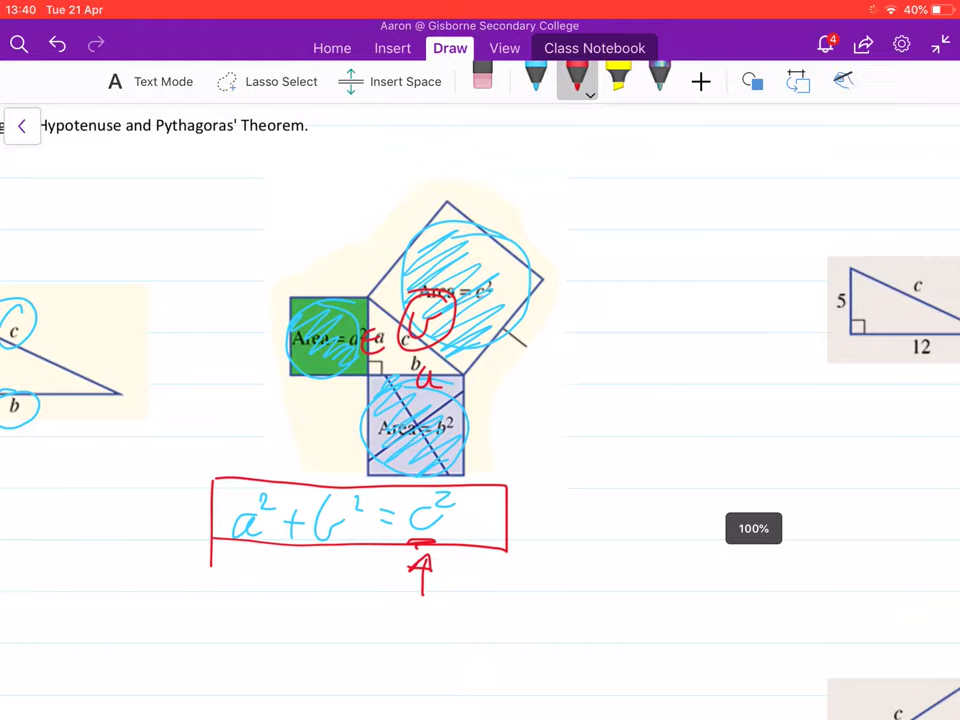 13:40 Tue 21 Apr
40%
Aaron @ Gisborne Secondary College
Home Insert Draw View Class Notebook
4
A Text Mode Lasso Select Insert Space
Hypotenuse and Pythagoras' Theorem.
Area = c²
Area = a² a c
c b
b a
Area = b²
c
b
c
5
12
a² + b² = c²
100%
c